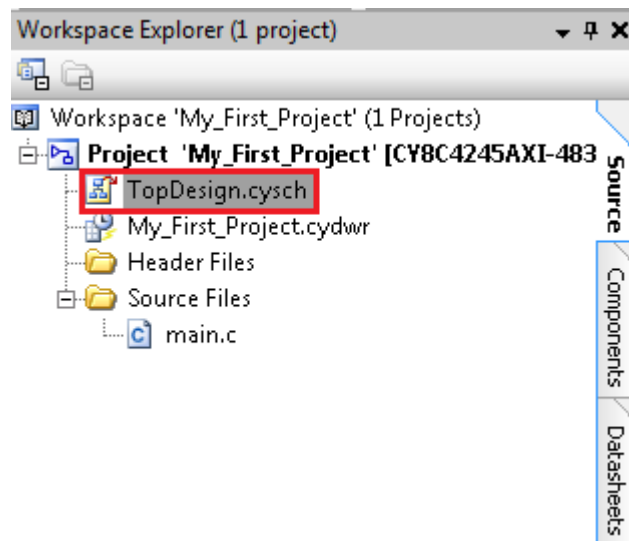 Workspace Explorer (1 project)
Workspace 'My_First_Project' (1 Projects)
Project 'My_First_Project' [CY8C4245AXI-483
TopDesign.cysch
My_First_Project.cydwr
Header Files
Source Files
main.c
Source
Components
Datasheets